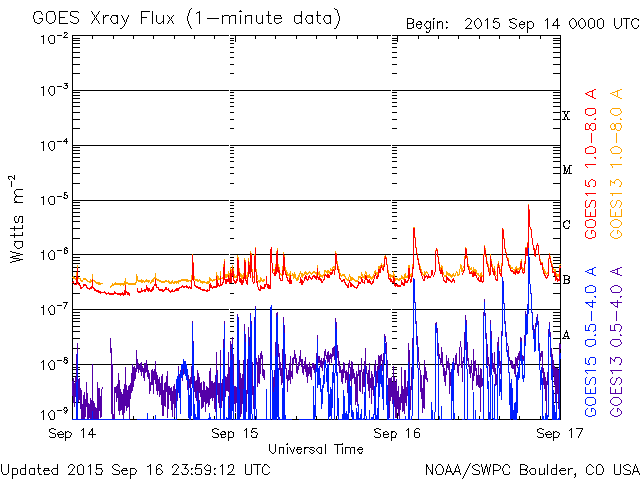 GOES Xray Flux (1-minute data)
Begin: 2015 Sep 14 0000 UTC
Watts m⁻²
10⁻²
10⁻³
10⁻⁴
10⁻⁵
10⁻⁶
10⁻⁷
10⁻⁸
10⁻⁹
X
M
C
B
A
GOES15 1.0-8.0 A
GOES13 1.0-8.0 A
GOES15 0.5-4.0 A
GOES13 0.5-4.0 A
Sep 14
Sep 15
Sep 16
Sep 17
Universal Time
Updated 2015 Sep 16 23:59:12 UTC
NOAA/SWPC Boulder, CO USA